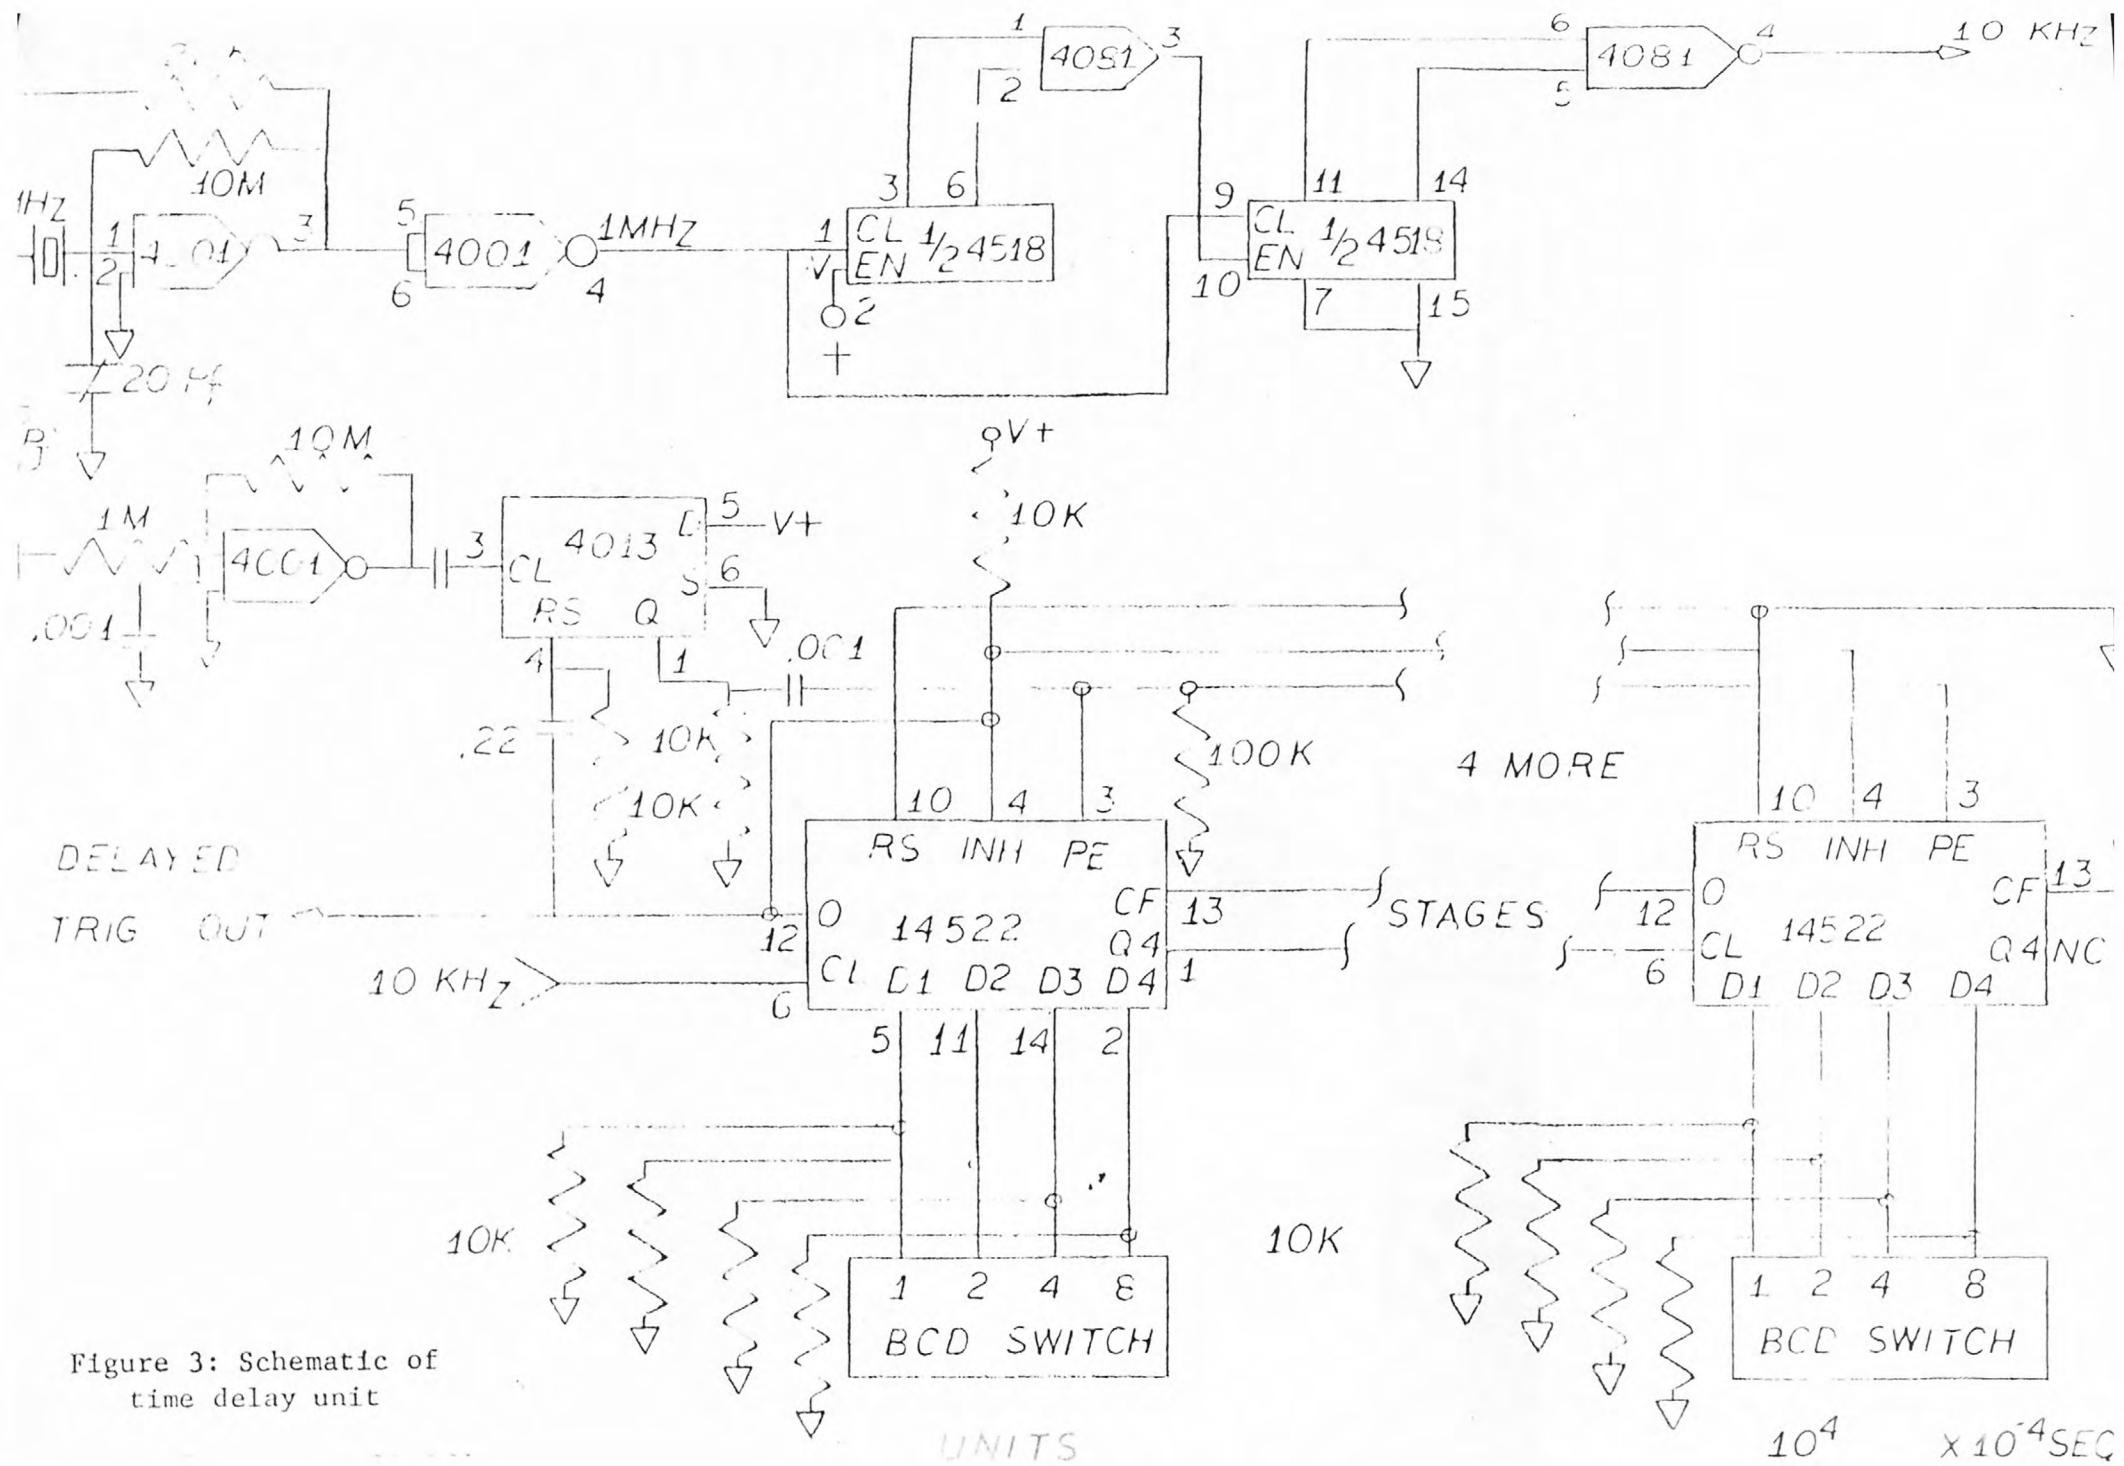 1
4081
3
2
6
4081
4
5
10 KHZ
10M
HZ
1
2
3
5
4001
6
4
1MHZ
1
CL
EN
1/2 4518
3
6
2
+
9
10
CL
EN
1/2 4518
11
14
7
15
20 Pf
10M
1M
4001
.001
3
CL
4013
D
5
V+
S
6
RS
Q
4
1
.22
10K
10K
.001
V+
10K
100K
4 MORE
STAGES
DELAYED
TRIG OUT
10 KHZ
10
4
3
RS INH PE
O
12
CL
6
14522
CF
13
Q4
1
D1 D2 D3 D4
5
11
14
2
10
4
3
RS INH PE
O
12
CL
6
14522
CF
13
Q4
NC
D1 D2 D3 D4
10K
1 2 4 8
BCD SWITCH
UNITS
10K
1 2 4 8
BCD SWITCH
10⁴
X 10⁻⁴ SEC
Figure 3: Schematic of
time delay unit